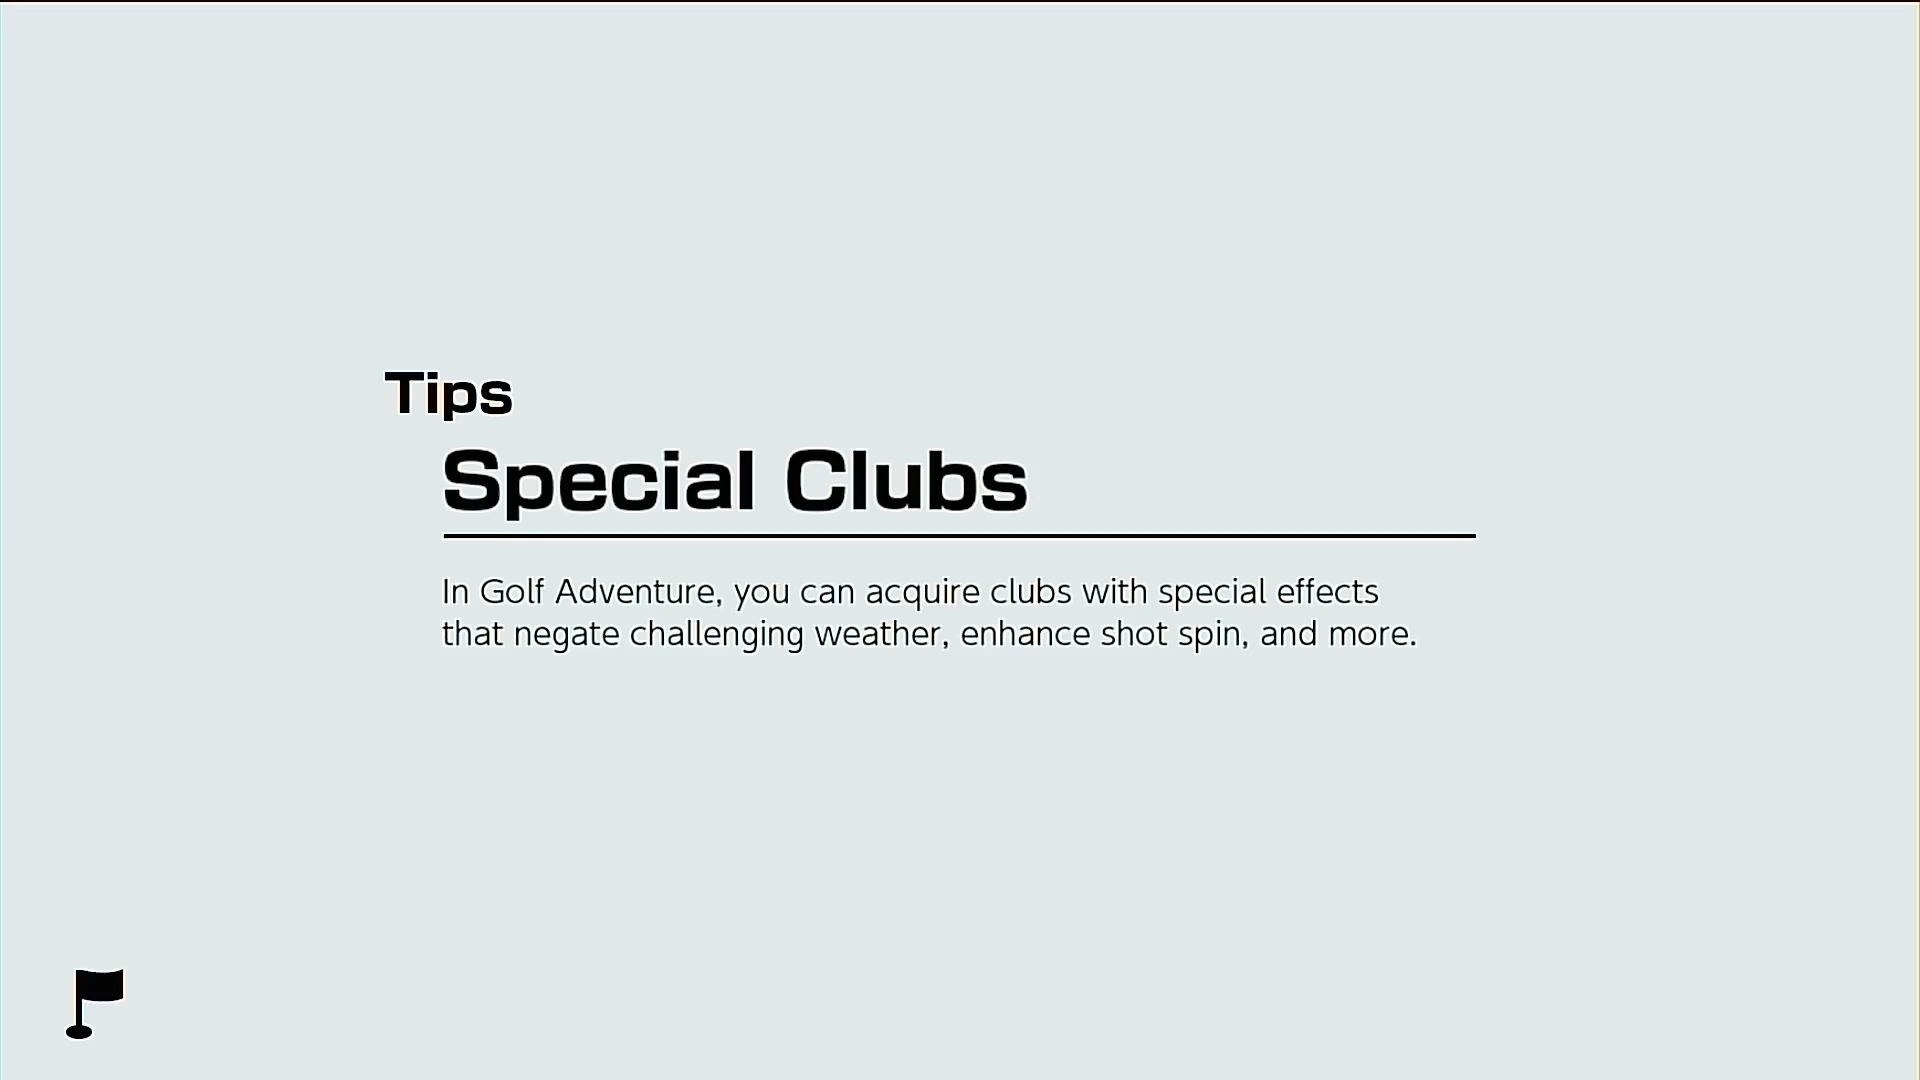 Tips
Special Clubs
In Golf Adventure, you can acquire clubs with special effects
that negate challenging weather, enhance shot spin, and more.